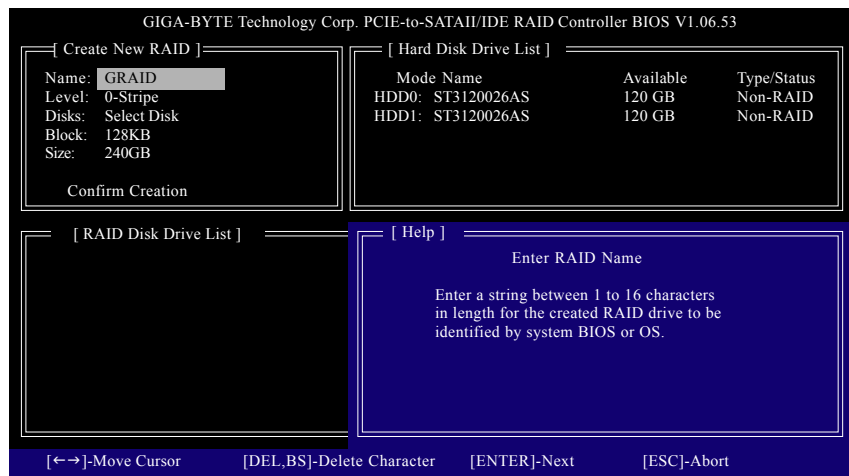 GIGA-BYTE Technology Corp. PCIE-to-SATAII/IDE RAID Controller BIOS V1.06.53
[ Create New RAID ]
Name: GRAID
Level: 0-Stripe
Disks: Select Disk
Block: 128KB
Size: 240GB
Confirm Creation
[ Hard Disk Drive List ]
Mode Name Available Type/Status
HDD0: ST3120026AS 120 GB Non-RAID
HDD1: ST3120026AS 120 GB Non-RAID
[ RAID Disk Drive List ]
[ Help ]
Enter RAID Name
Enter a string between 1 to 16 characters
in length for the created RAID drive to be
identified by system BIOS or OS.
[←→]-Move Cursor [DEL,BS]-Delete Character [ENTER]-Next [ESC]-Abort